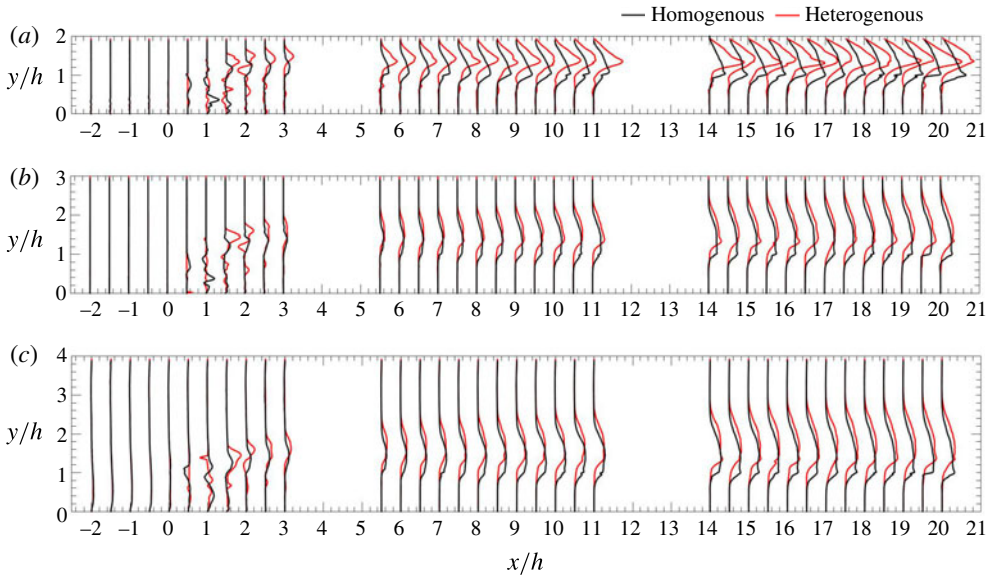 Homogenous Heterogenous
(a) 2
y/h 1
0
–2 –1 0 1 2 3 4 5 6 7 8 9 10 11 12 13 14 15 16 17 18 19 20 21
(b) 3
2
y/h
1
0
–2 –1 0 1 2 3 4 5 6 7 8 9 10 11 12 13 14 15 16 17 18 19 20 21
(c) 4
3
y/h 2
1
0
–2 –1 0 1 2 3 4 5 6 7 8 9 10 11 12 13 14 15 16 17 18 19 20 21
x/h